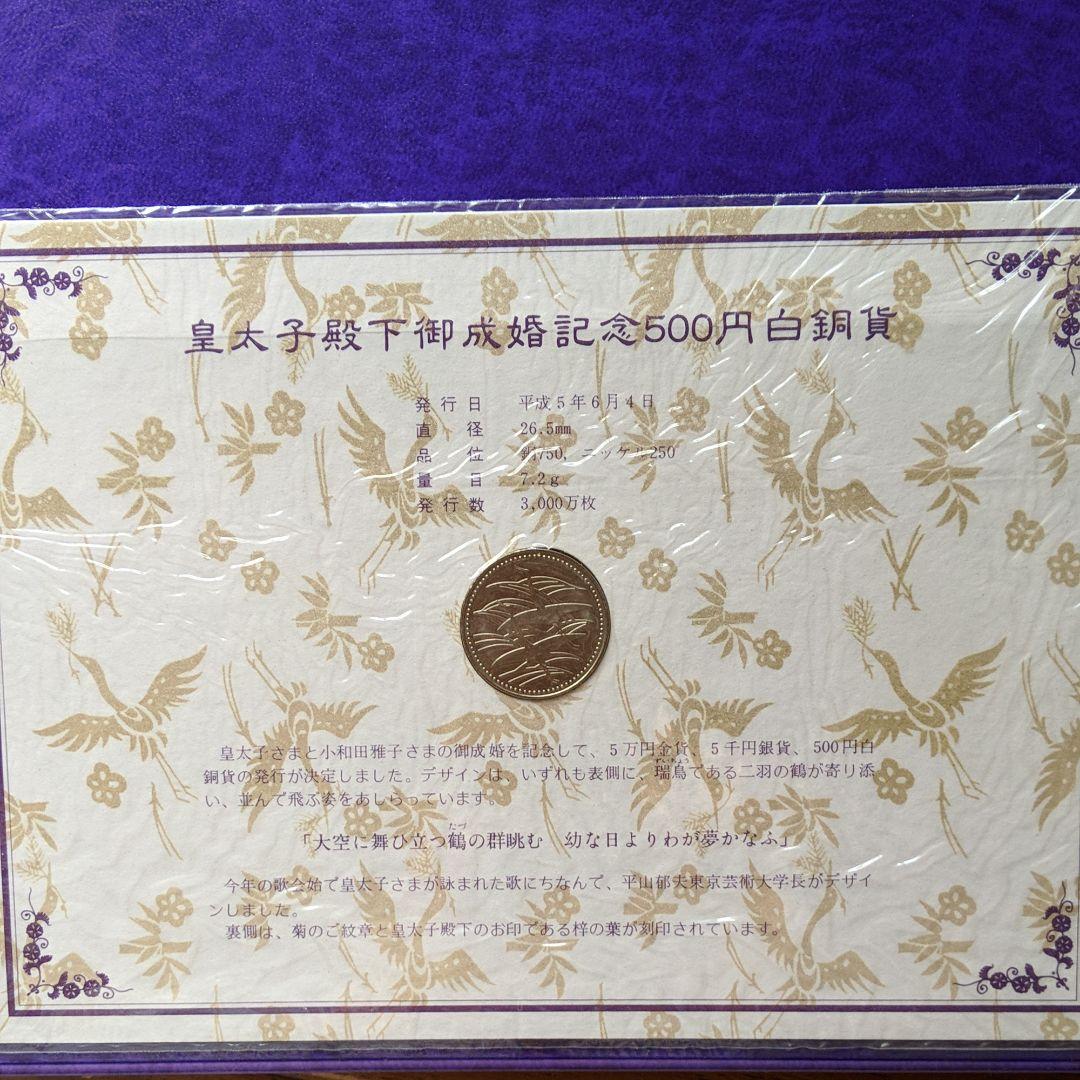 皇太子殿下御成婚記念500円白銅貨
発行日 平成5年6月4日
直径 26.5mm
品位 銅750, ニッケル250
量目 7.2g
発行数 3,000万枚
皇太子さまと小和田雅子さまの御成婚を記念して、5万円金貨、5千円銀貨、500円白
銅貨の発行が決定しました。デザインは、いずれも表側に、瑞鳥である二羽の鶴が寄り添
い、並んで飛ぶ姿をあしらっています。
「大空に舞ひ立つ鶴の群眺む 幼な日よりわが夢かなふ」
今年の歌会始で皇太子さまが詠まれた歌にちなんで、平山郁夫東京芸術大学長がデザイ
ンしました。
裏側は、菊のご紋章と皇太子殿下のお印である梓の葉が刻印されています。